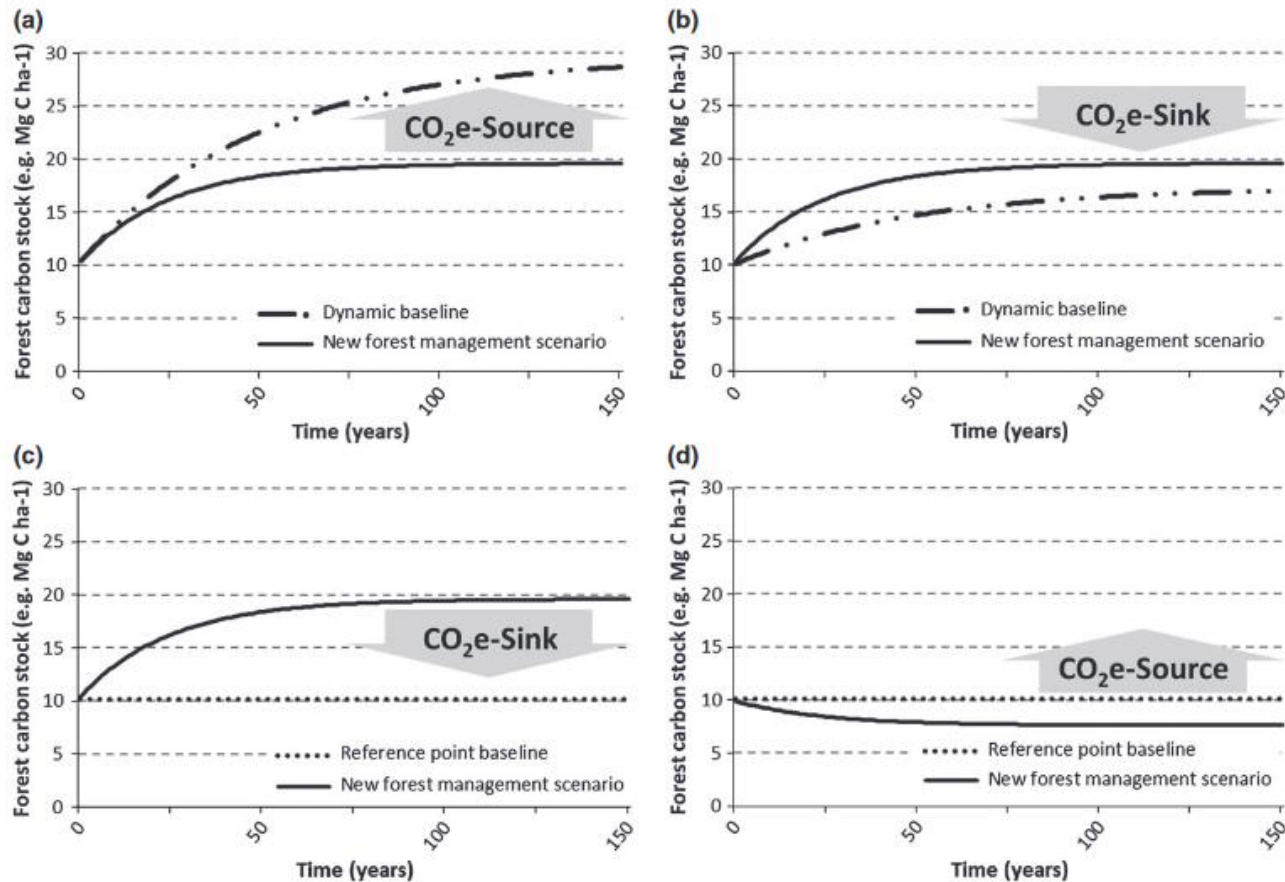 (a)
Forest carbon stock (e.g. Mg C ha-1)
30
25
20
15
10
5
0
CO₂e-Source
Dynamic baseline
New forest management scenario
0
50
100
150
Time (years)
(b)
Forest carbon stock (e.g. Mg C ha-1)
30
25
20
15
10
5
0
CO₂e-Sink
Dynamic baseline
New forest management scenario
0
50
100
150
Time (years)
(c)
Forest carbon stock (e.g. Mg C ha-1)
30
25
20
15
10
5
0
CO₂e-Sink
Reference point baseline
New forest management scenario
0
50
100
150
Time (years)
(d)
Forest carbon stock (e.g. Mg C ha-1)
30
25
20
15
10
5
0
CO₂e-Source
Reference point baseline
New forest management scenario
0
50
100
150
Time (years)